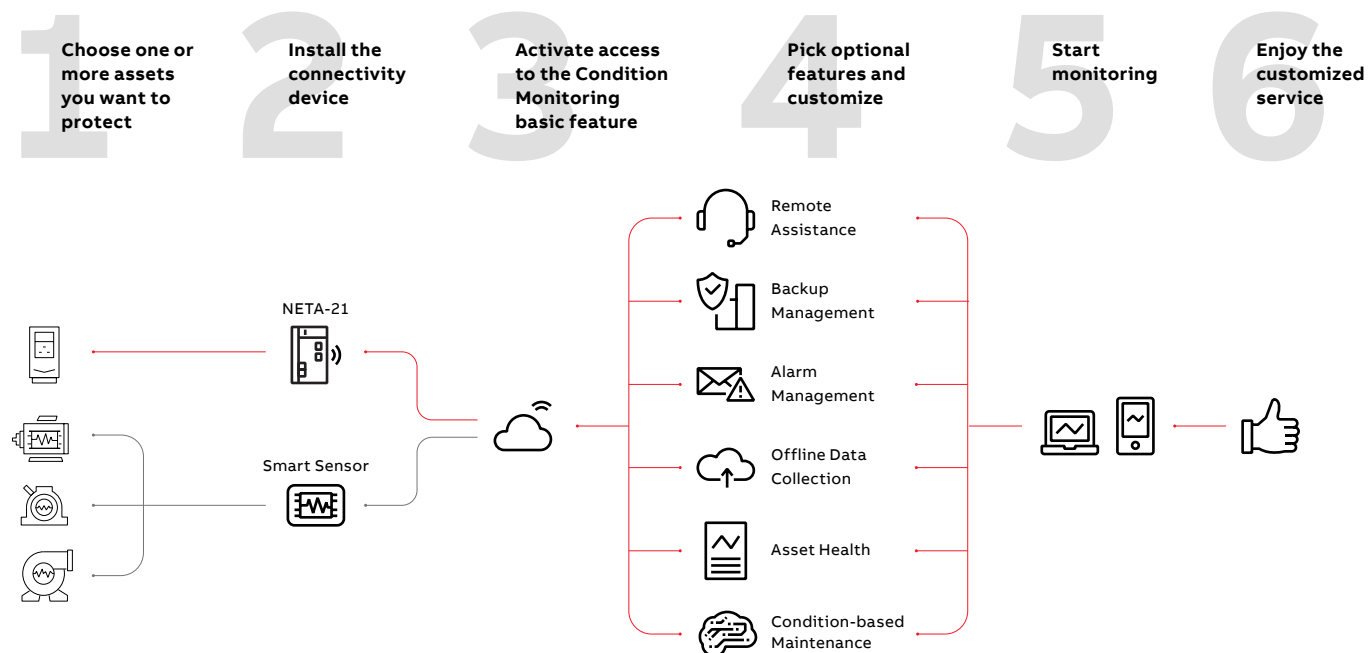 1
Choose one or
more assets
you want to
protect
2
Install the
connectivity
device
3
Activate access
to the Condition
Monitoring
basic feature
4
Pick optional
features and
customize
5
Start
monitoring
6
Enjoy the
customized
service
NETA-21
Smart Sensor
Remote
Assistance
Backup
Management
Alarm
Management
Offline Data
Collection
Asset Health
Condition-based
Maintenance